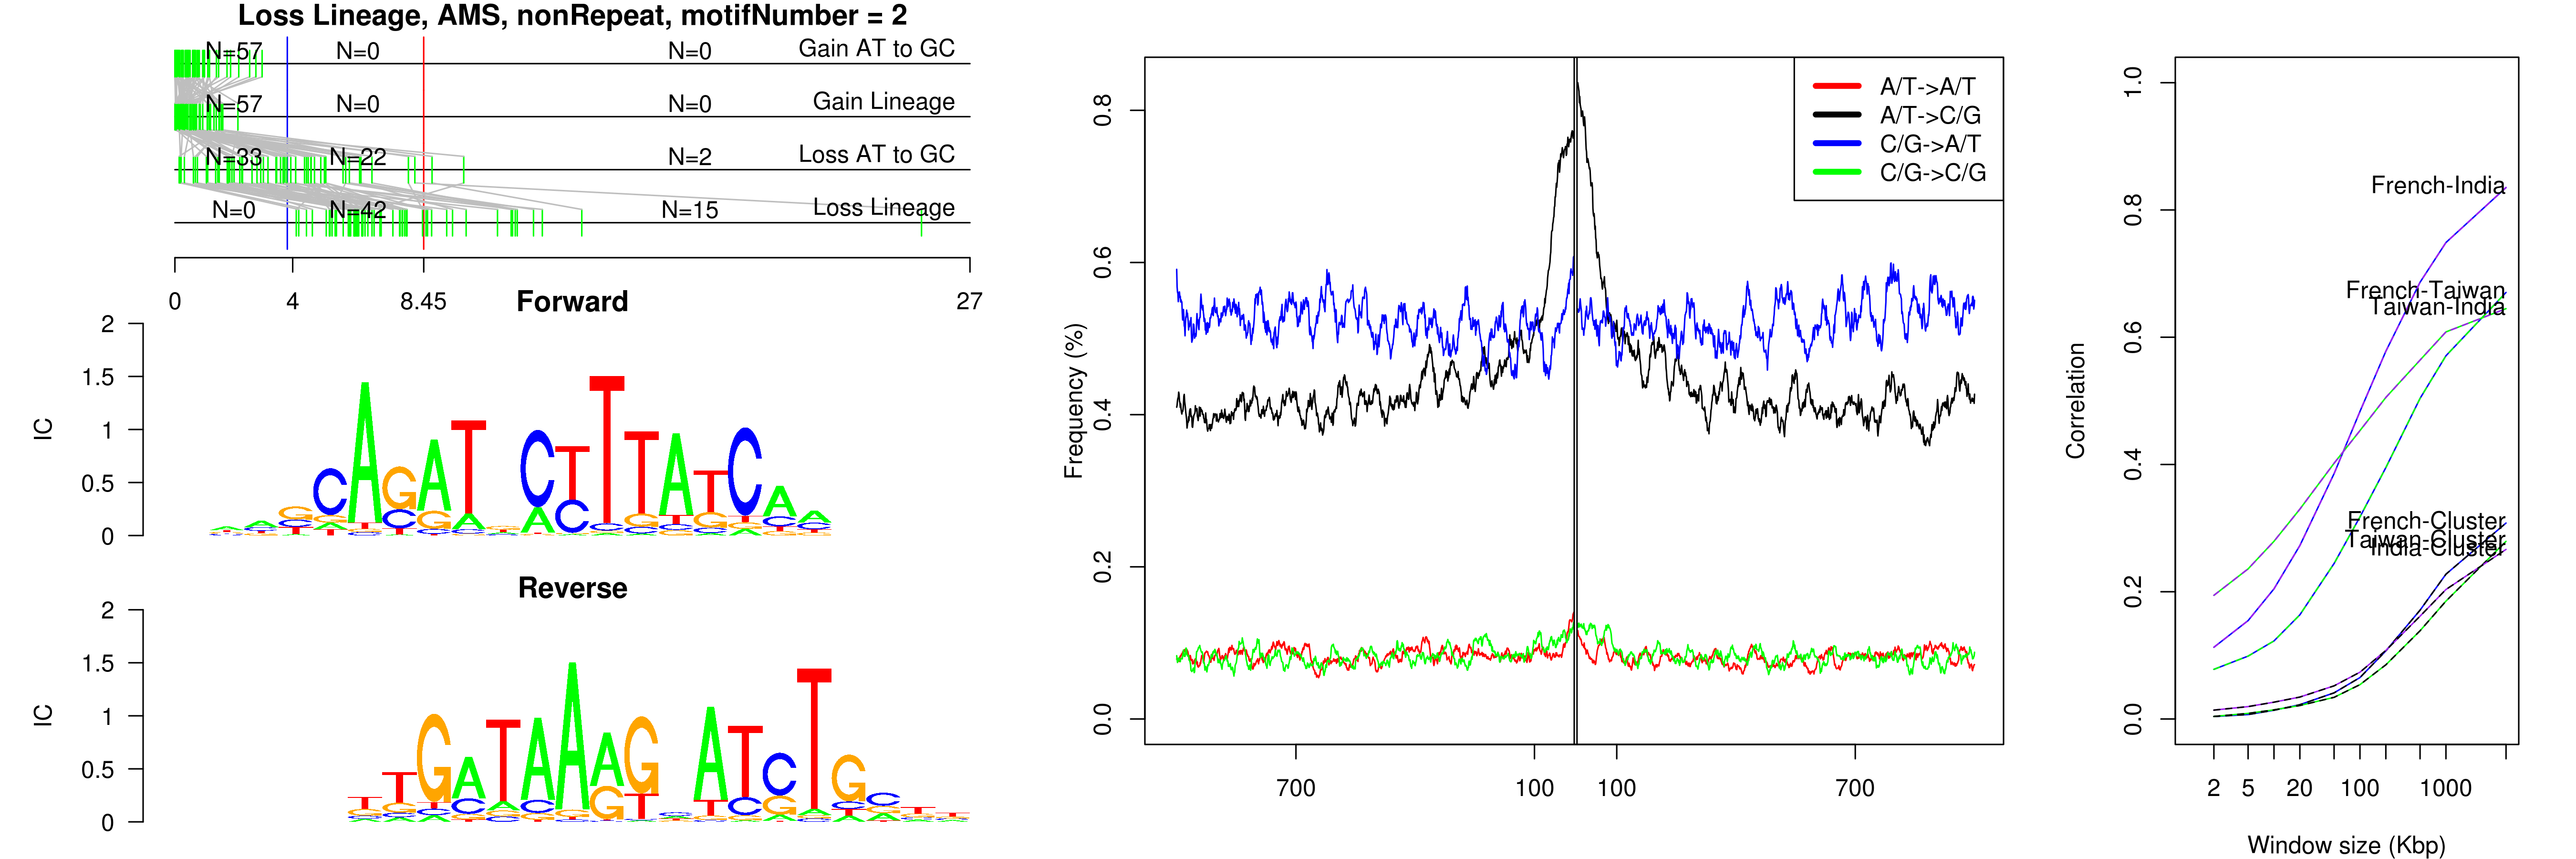 Loss Lineage, AMS, nonRepeat, motifNumber = 2
N=57 N=0 N=0 Gain AT to GC
N=57 N=0 N=0 Gain Lineage
N=33 N=22 N=2 Loss AT to GC
N=0 N=42 N=15 Loss Lineage
0 4 8.45 27
Forward
IC
2
1.5
1
0.5
0
Reverse
IC
2
1.5
1
0.5
0
Frequency (%)
0.8
0.6
0.4
0.2
0.0
A/T->A/T
A/T->C/G
C/G->A/T
C/G->C/G
700 100 100 700
Correlation
1.0
0.8
0.6
0.4
0.2
0.0
French-India
French-Taiwan
Taiwan-India
French-Cluster
Taiwan-Cluster
India-Cluster
2 5 20 100 1000
Window size (Kbp)